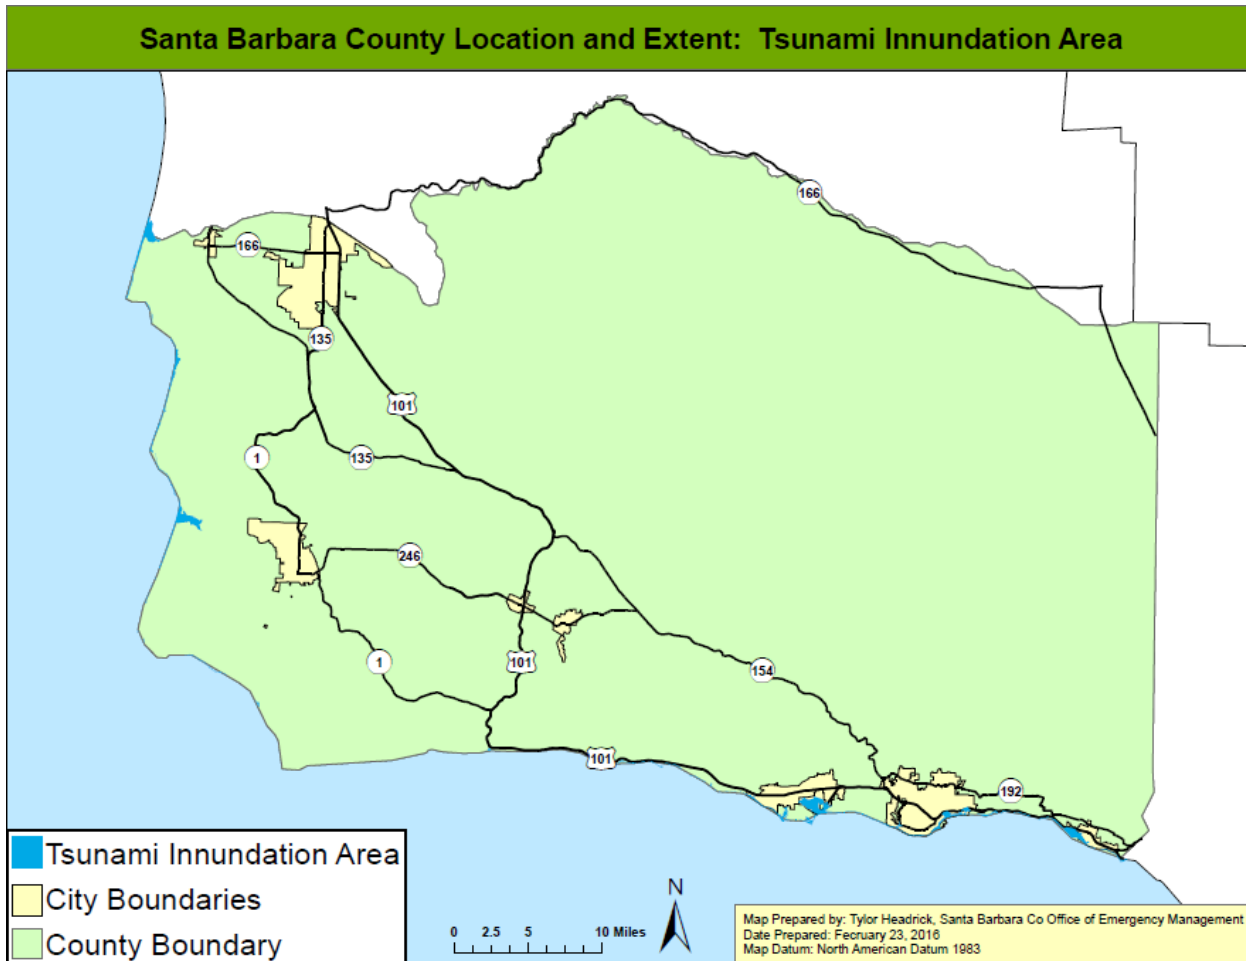 Santa Barbara County Location and Extent:  Tsunami Innundation Area
166
166
135
101
1
135
246
1
101
154
101
192
Tsunami Innundation Area
City Boundaries
County Boundary
0 2.5 5 10 Miles
N
Map Prepared by: Tylor Headrick, Santa Barbara Co Office of Emergency Management
Date Prepared: Fecruary 23, 2016
Map Datum: North American Datum 1983